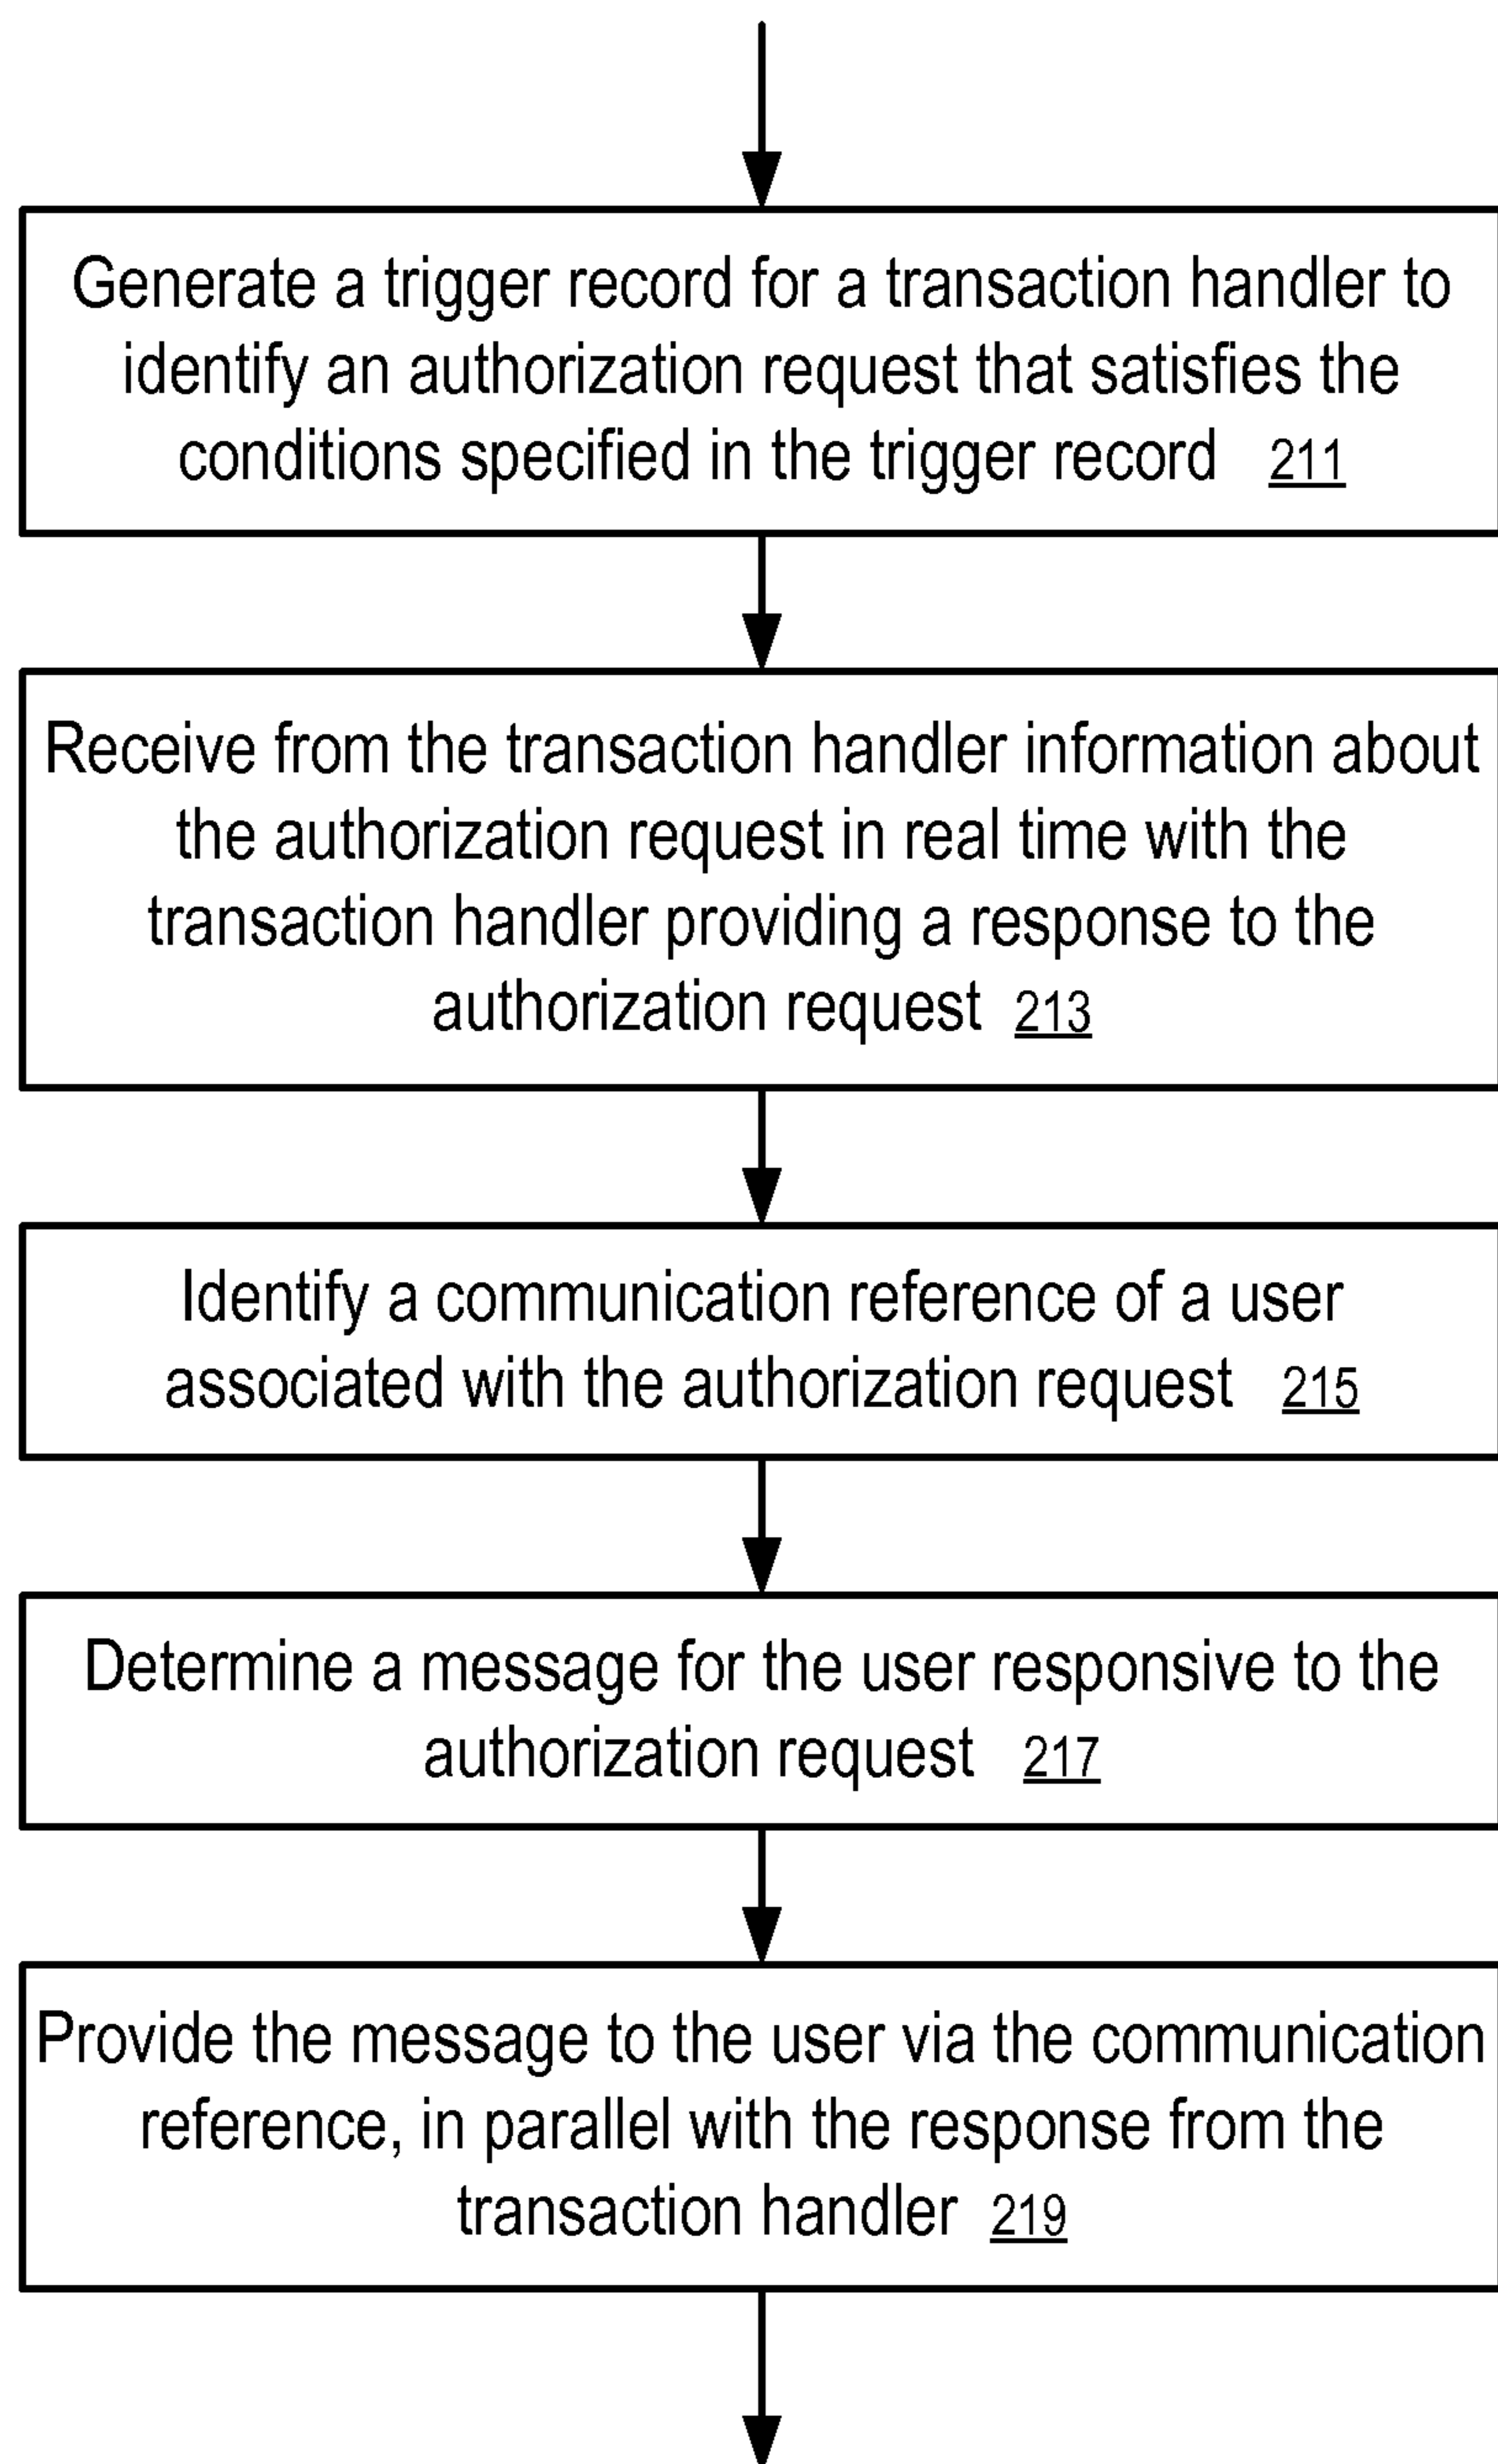 Generate a trigger record for a transaction handler to
identify an authorization request that satisfies the
conditions specified in the trigger record 211
Receive from the transaction handler information about
the authorization request in real time with the
transaction handler providing a response to the
authorization request 213
Identify a communication reference of a user
associated with the authorization request 215
Determine a message for the user responsive to the
authorization request 217
Provide the message to the user via the communication
reference, in parallel with the response from the
transaction handler 219